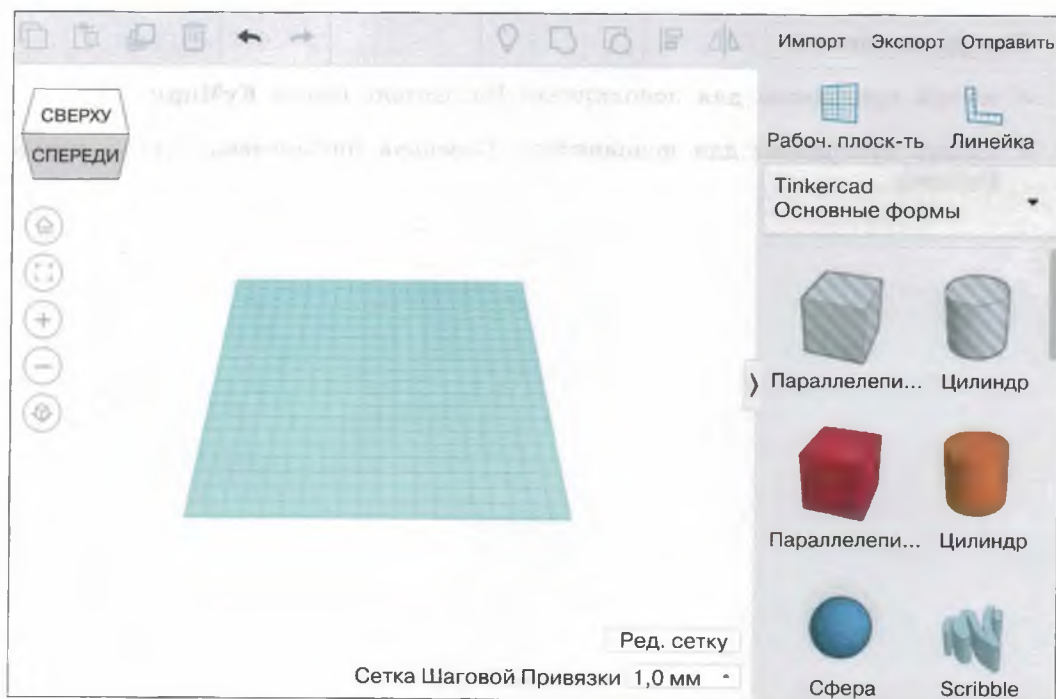 Импорт Экспорт Отправить
СВЕРХУ
СПЕРЕДИ
Рабоч. плоск-ть Линейка
Tinkercad
Основные формы
Параллелепи... Цилиндр
Параллелепи... Цилиндр
Ред. сетку
Сетка Шаговой Привязки 1,0 мм
Сфера Scribble